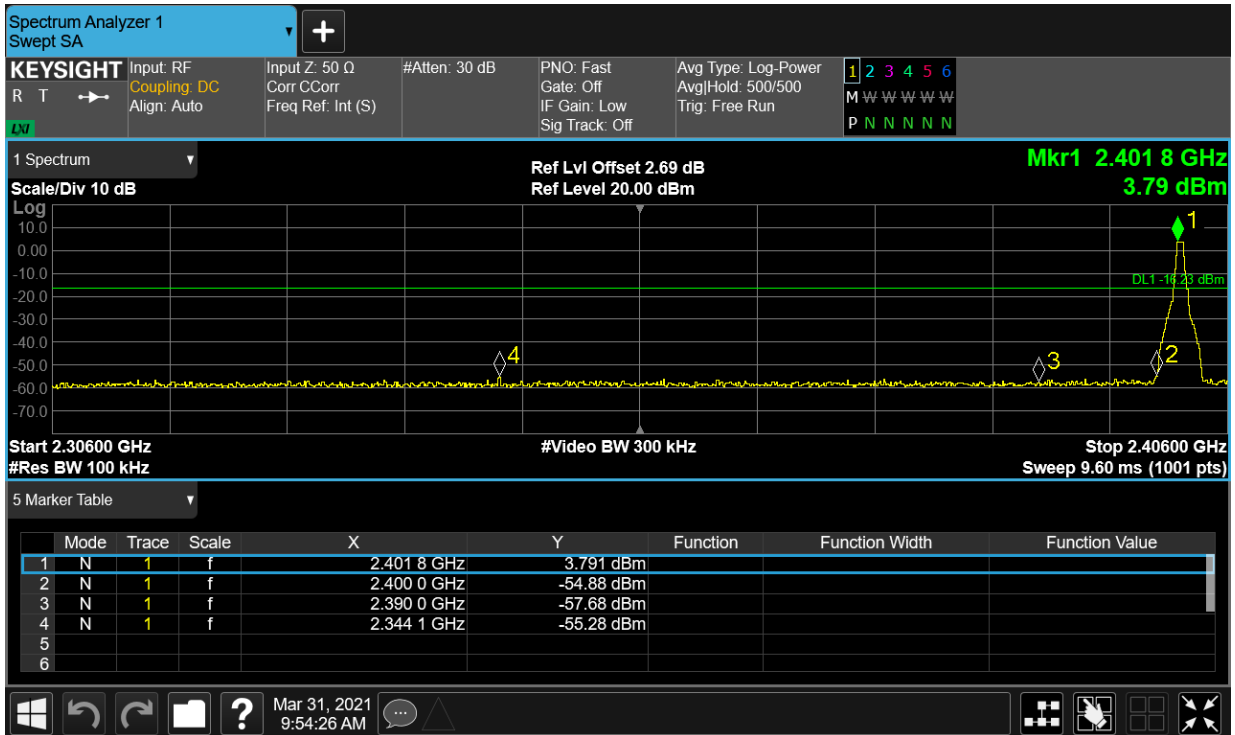 Spectrum Analyzer 1
Swept SA
KEYSIGHT
R T
LXI
Input: RF
Coupling: DC
Align: Auto
Input Z: 50 Ω
Corr CCorr
Freq Ref: Int (S)
#Atten: 30 dB
PNO: Fast
Gate: Off
IF Gain: Low
Sig Track: Off
Avg Type: Log-Power
Avg|Hold: 500/500
Trig: Free Run
1 2 3 4 5 6
M W W W W W
P N N N N N
1 Spectrum
Scale/Div 10 dB
Ref Lvl Offset 2.69 dB
Ref Level 20.00 dBm
Mkr1 2.401 8 GHz
3.79 dBm
Log
10.0
0.00
-10.0
-20.0
-30.0
-40.0
-50.0
-60.0
-70.0
1
DL1 -16.23 dBm
4
3
2
Start 2.30600 GHz
#Res BW 100 kHz
#Video BW 300 kHz
Stop 2.40600 GHz
Sweep 9.60 ms (1001 pts)
5 Marker Table
Mode Trace Scale X Y Function Function Width Function Value
1 N 1 f 2.401 8 GHz 3.791 dBm
2 N 1 f 2.400 0 GHz -54.88 dBm
3 N 1 f 2.390 0 GHz -57.68 dBm
4 N 1 f 2.344 1 GHz -55.28 dBm
5
6
?
Mar 31, 2021
9:54:26 AM